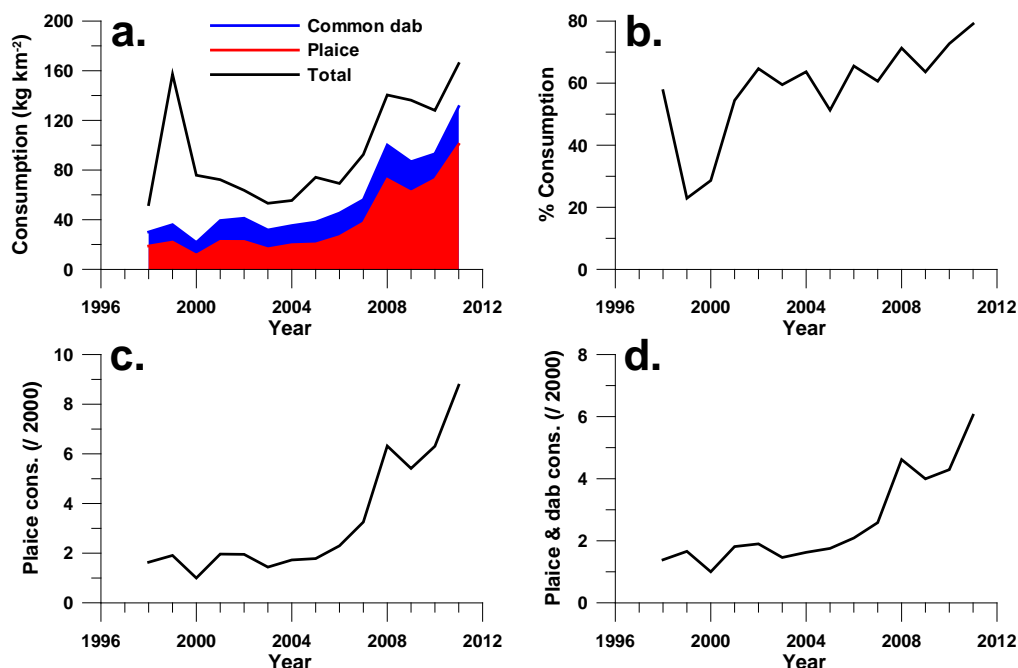 a.
Common dab
Plaice
Total
Consumption (kg km-2)
200
160
120
80
40
0
1996 2000 2004 2008 2012
Year
b.
% Consumption
80
60
40
20
0
1996 2000 2004 2008 2012
Year
c.
Plaice cons. (/ 2000)
10
8
6
4
2
0
1996 2000 2004 2008 2012
Year
d.
Plaice & dab cons. (/ 2000)
8
6
4
2
0
1996 2000 2004 2008 2012
Year